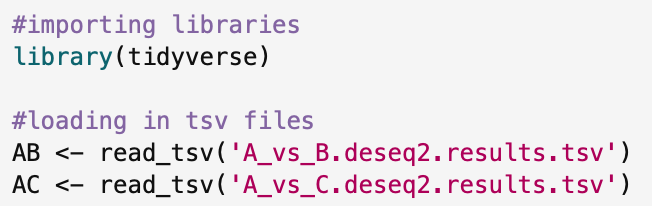 #importing libraries
library(tidyverse)
#loading in tsv files
AB <- read_tsv('A_vs_B.deseq2.results.tsv')
AC <- read_tsv('A_vs_C.deseq2.results.tsv')